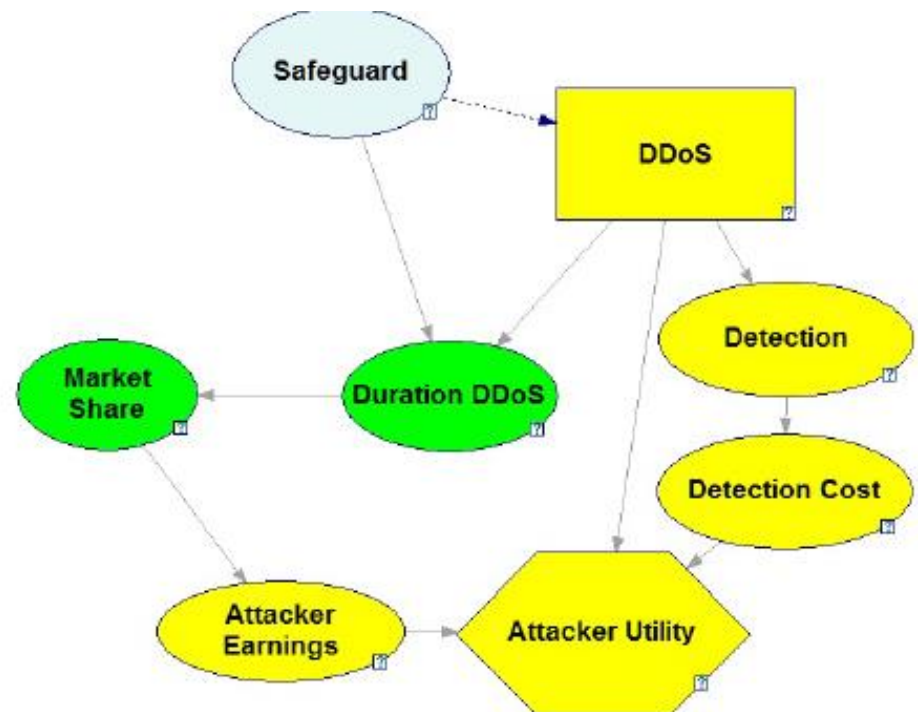 Safeguard
?
DDoS
?
Detection
?
Market
Share
?
Duration DDoS
?
Detection Cost
?
Attacker
Earnings
?
Attacker Utility
?